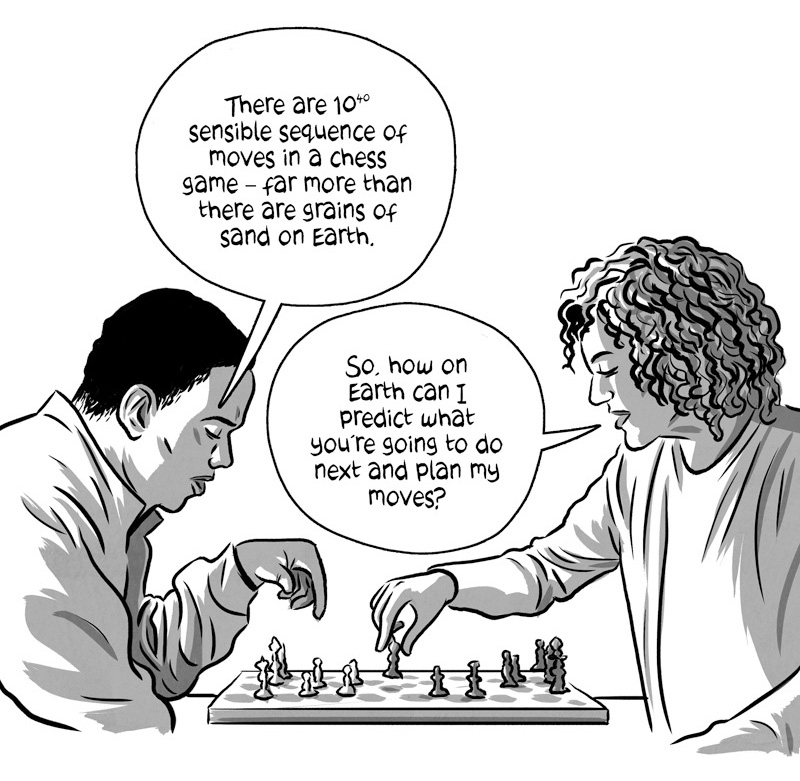 There are 10⁴⁰
sensible sequence of
moves in a chess
game – far more than
there are grains of
sand on Earth.
So, how on
Earth can I
predict what
you're going to do
next and plan my
moves?